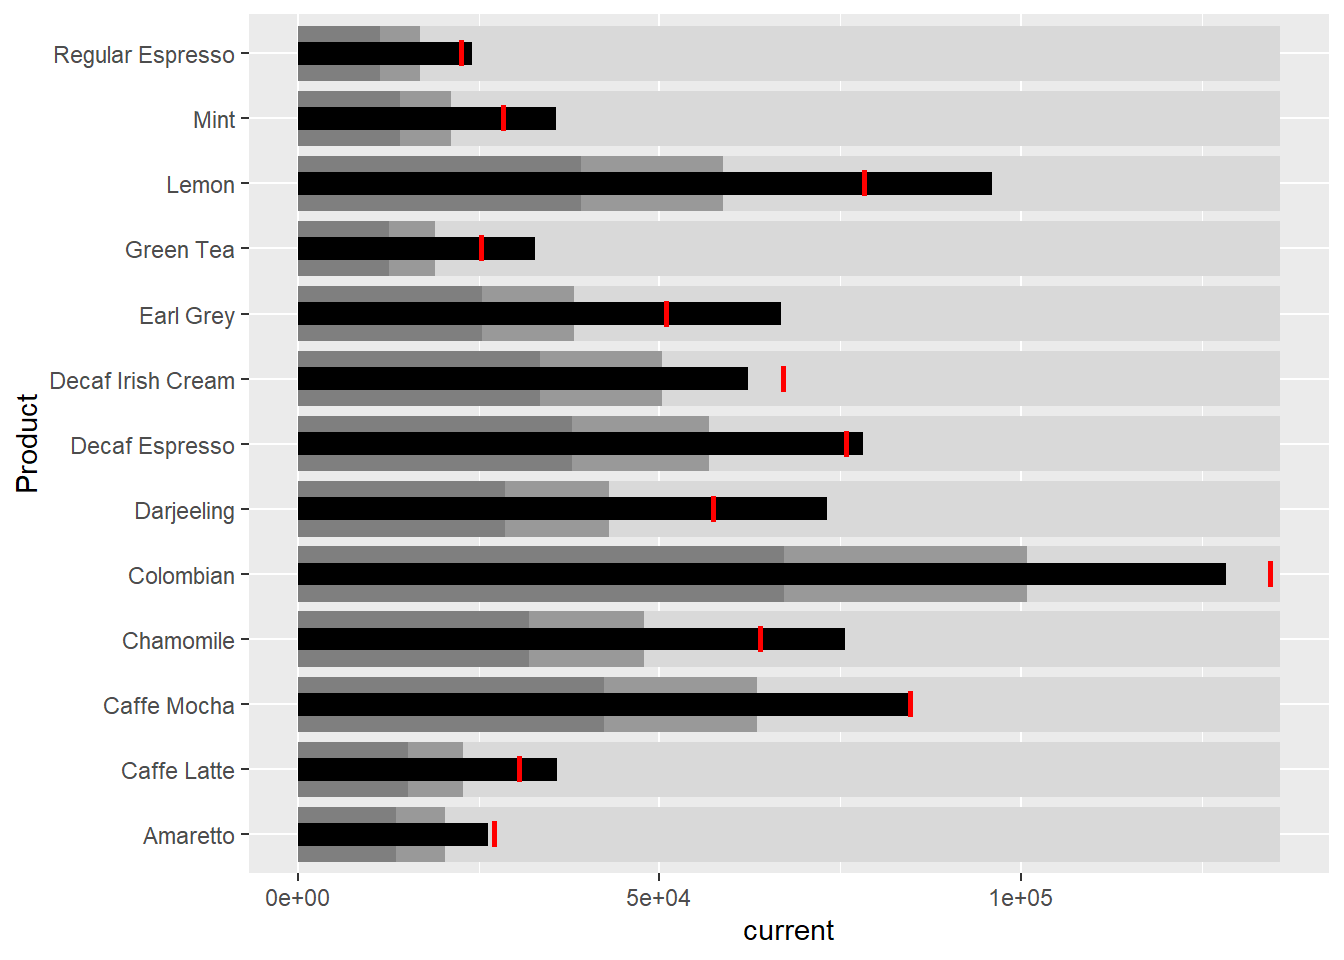 Regular Espresso
Mint
Lemon
Green Tea
Earl Grey
Decaf Irish Cream
Decaf Espresso
Darjeeling
Colombian
Chamomile
Caffe Mocha
Caffe Latte
Amaretto
Product
0e+00 5e+04 1e+05
current